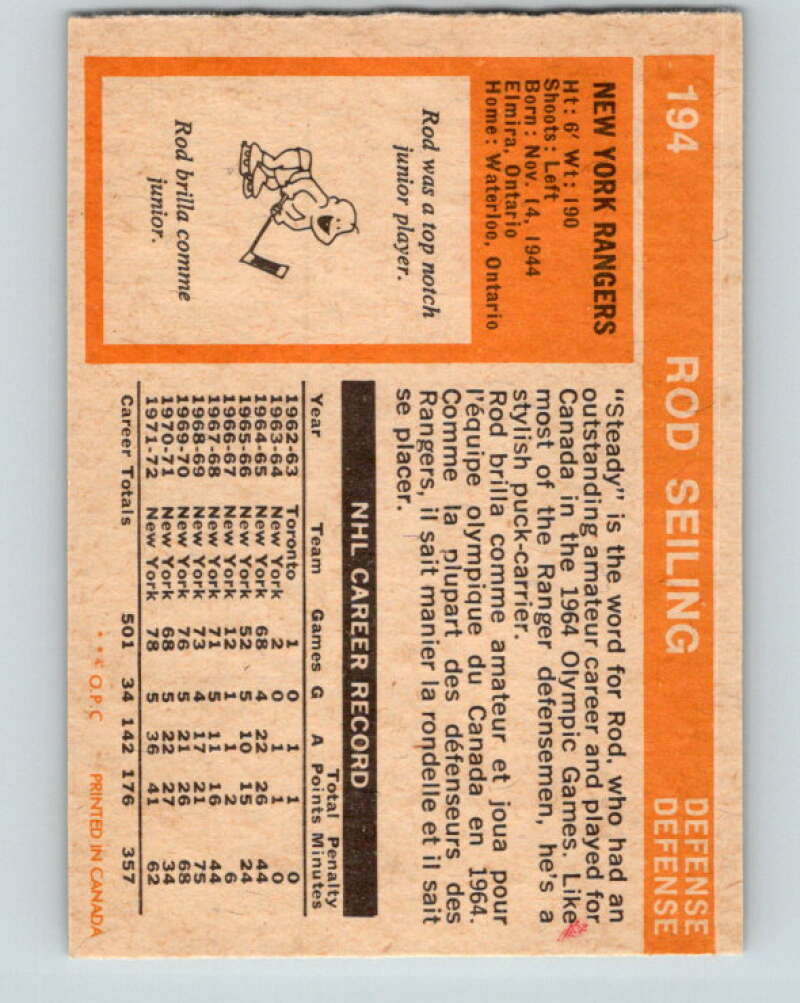 194 ROD SEILING DEFENSE
DEFENSE
NEW YORK RANGERS
Ht: 6' Wt: 190
Shoots: Left
Born: Nov. 14, 1944
Elmira, Ontario
Home: Waterloo, Ontario
Rod was a top notch
junior player.
Rod brilla comme
junior.
"Steady" is the word for Rod, who had an
outstanding amateur career and played for
Canada in the 1964 Olympic Games. Like
most of the Ranger defensemen, he's a
stylish puck-carrier.
Rod brilla comme amateur et joua pour
l'équipe olympique du Canada en 1964.
Comme la plupart des défenseurs des
Rangers, il sait manier la rondelle et il sait
se placer.
NHL CAREER RECORD
Total Penalty
Year Team Games G A Points Minutes
1962-63 Toronto 1 0 1 1 0
1963-64 New York 2 0 1 1 0
1964-65 New York 68 4 22 26 44
1965-66 New York 52 5 10 15 24
1966-67 New York 12 1 1 2 6
1967-68 New York 71 5 11 16 44
1968-69 New York 73 4 17 21 75
1969-70 New York 76 5 21 26 68
1970-71 New York 68 5 22 27 34
1971-72 New York 78 5 36 41 62
Career Totals 501 34 142 176 357
O.P.C PRINTED IN CANADA